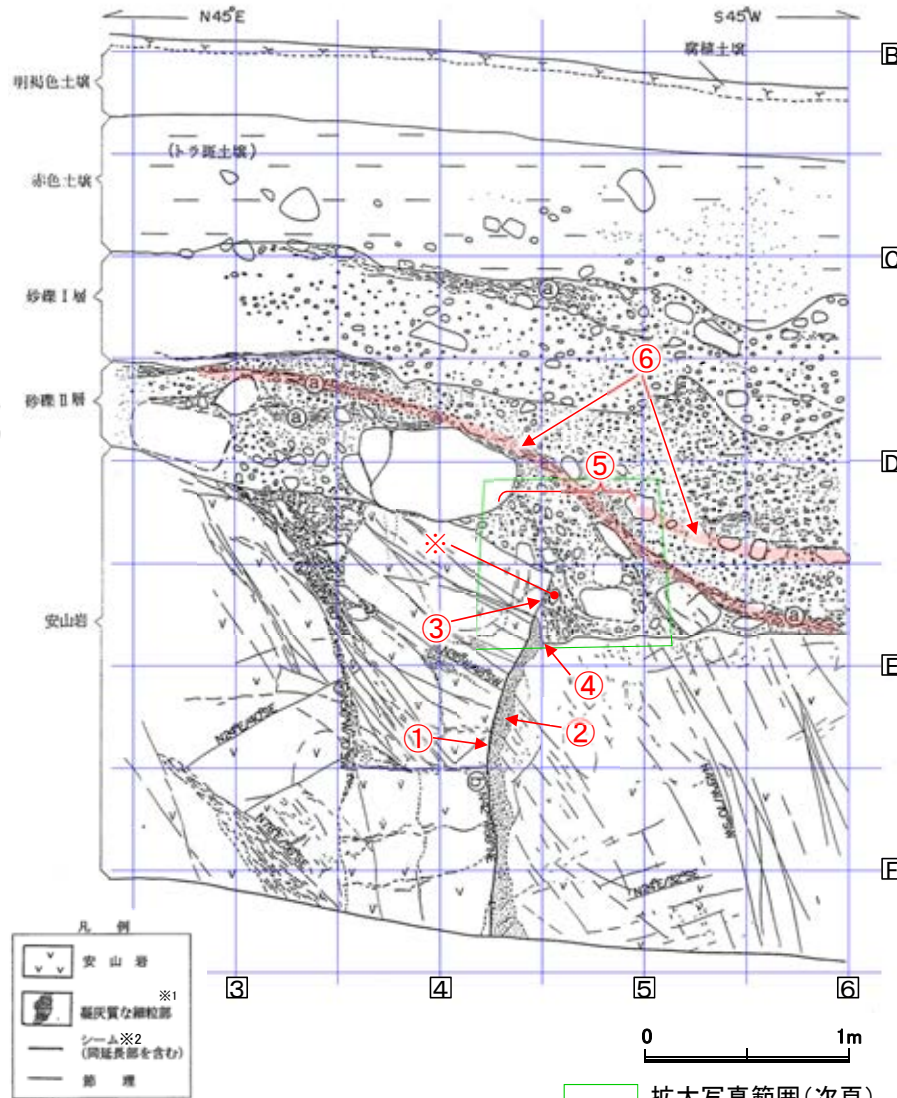 N45°E
S45°W
腐植土壌
B
明褐色土壌
(トラ斑土壌)
赤色土壌
C
砂礫Ⅰ層
ⓐ
⑥
砂礫Ⅱ層
ⓐ
ⓐ
D
⑤
※
③
ⓐ
安山岩
E
④
②
①
F
凡 例
安 山 岩
凝灰質な細粒部 ※1
シーム※2
(同延長部を含む)
節 理
3
4
5
6
0
1m
拡大写真範囲(次頁)